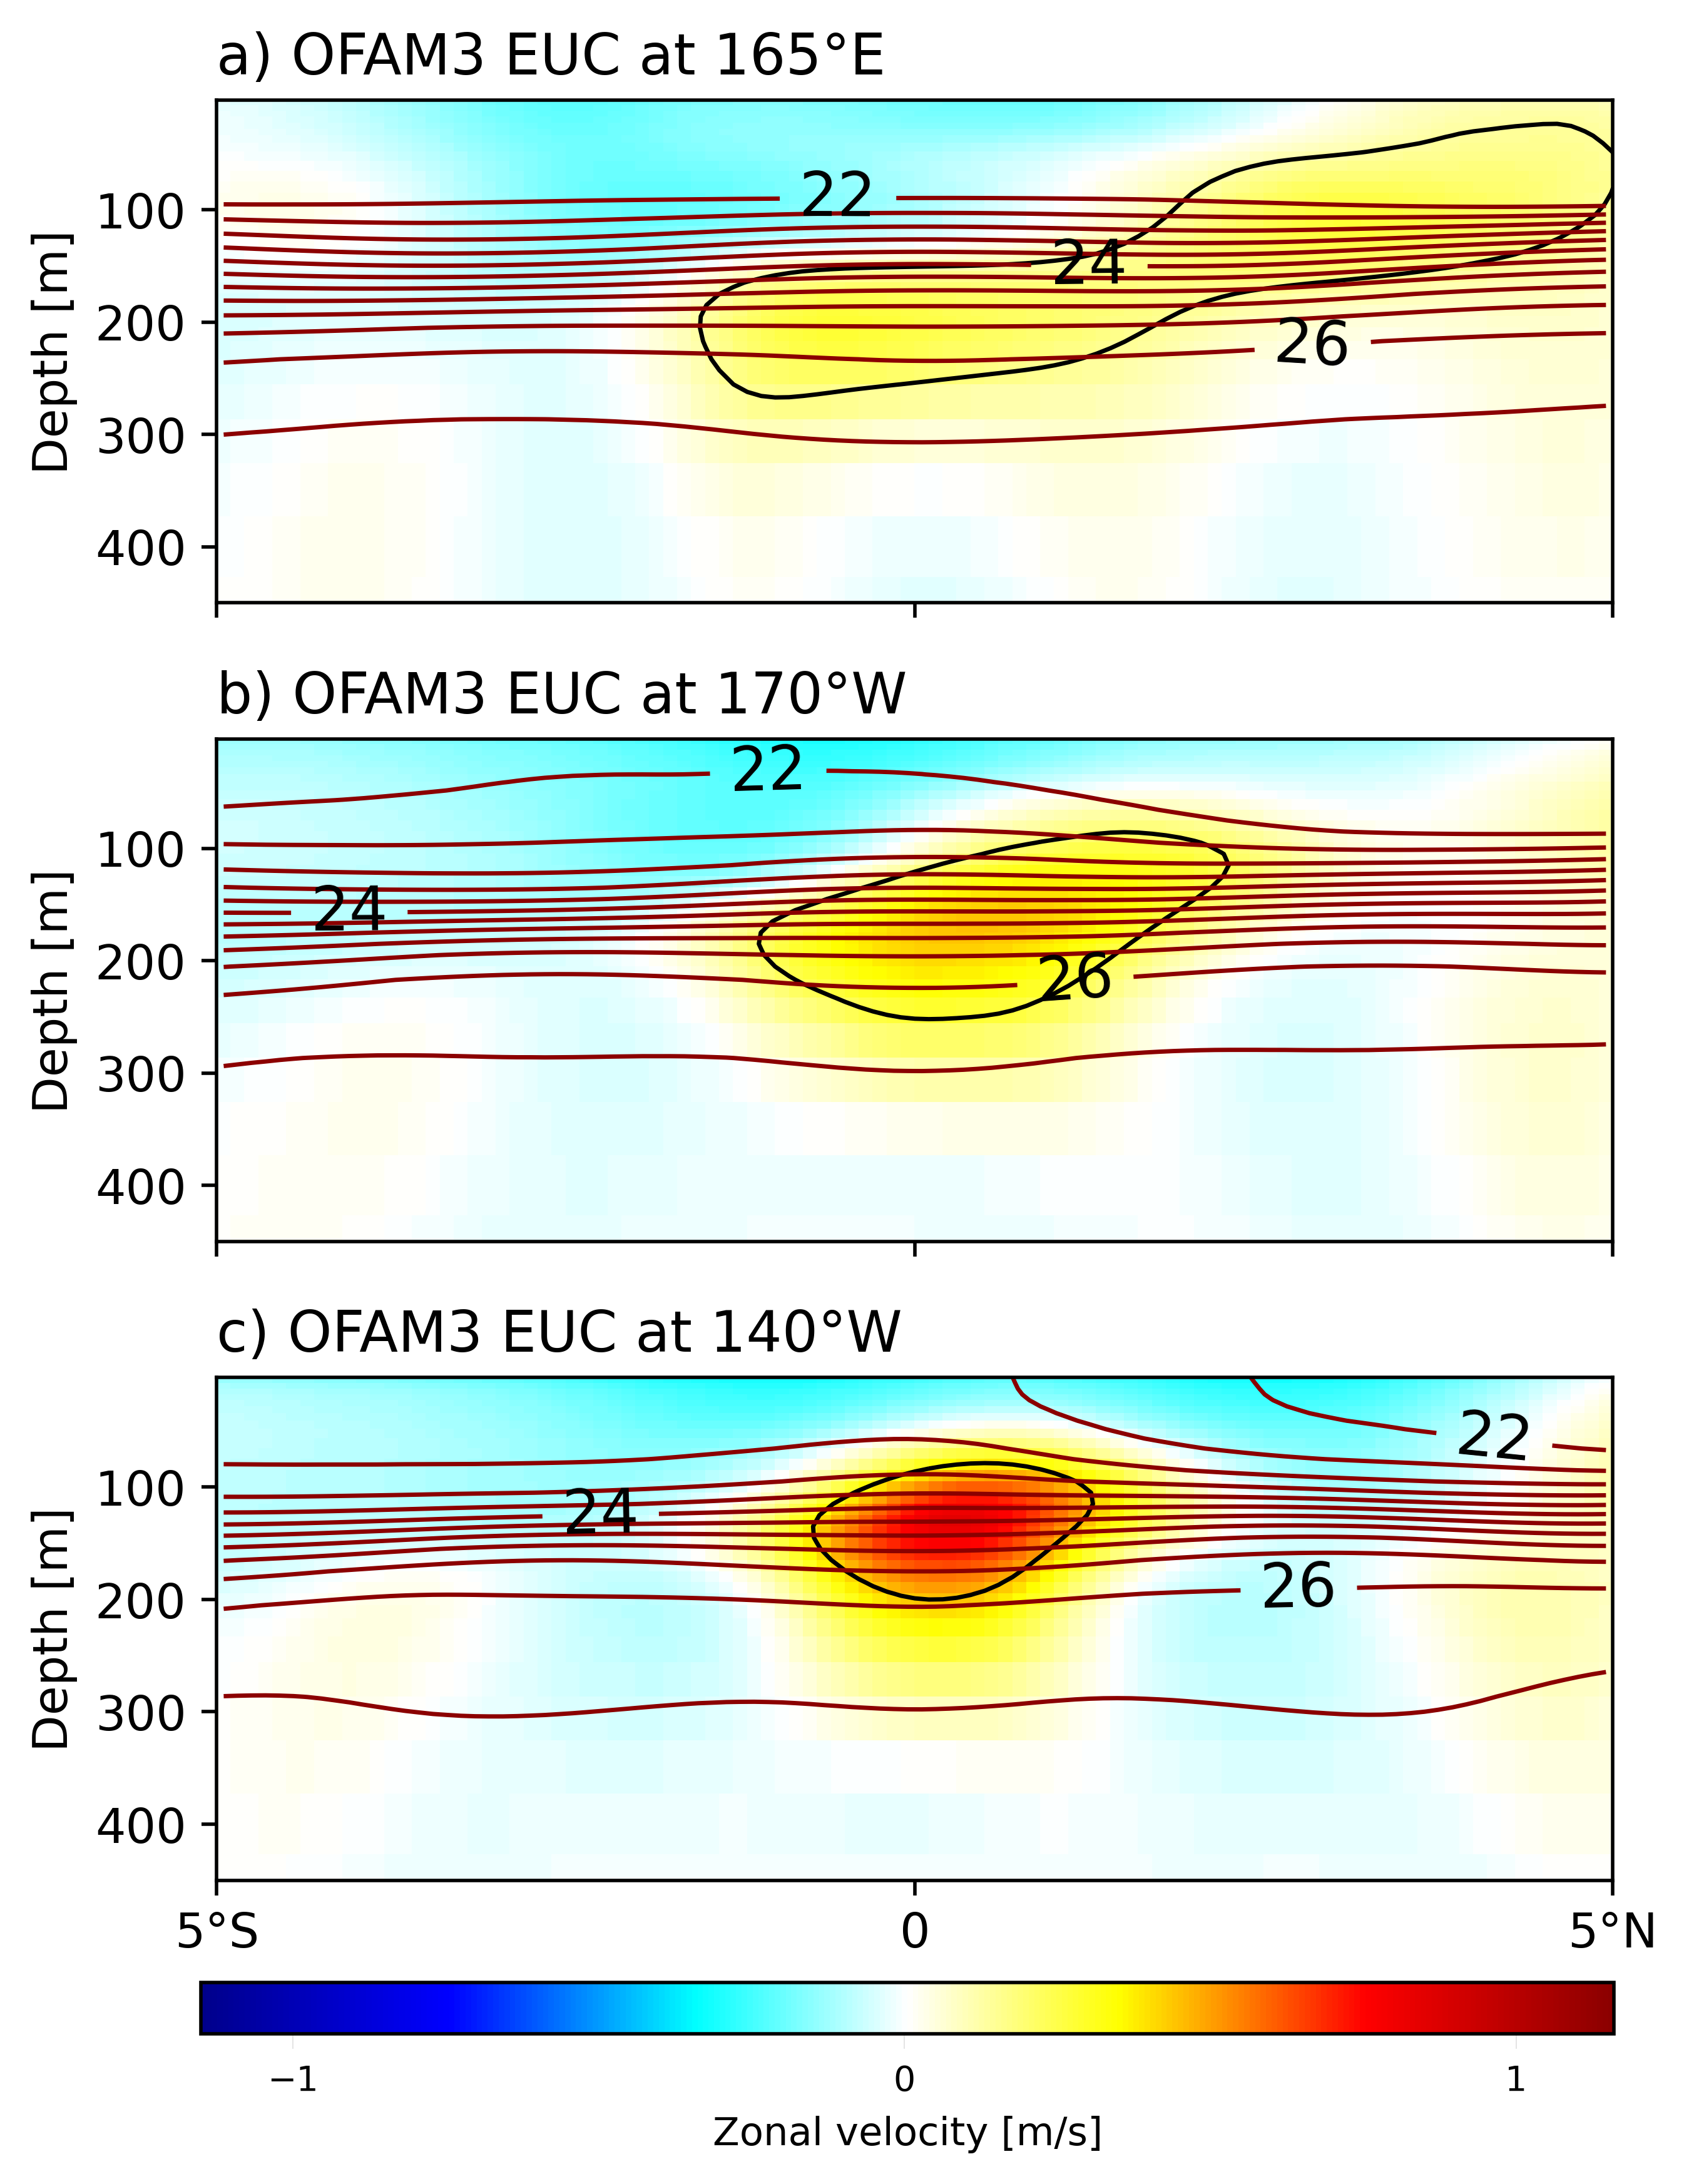 a) OFAM3 EUC at 165°E
22
100
24
200
26
300
400
Depth [m]
b) OFAM3 EUC at 170°W
22
100
24
200
26
300
400
Depth [m]
c) OFAM3 EUC at 140°W
22
100
24
200
26
300
400
Depth [m]
5°S 0 5°N
−1 0 1
Zonal velocity [m/s]